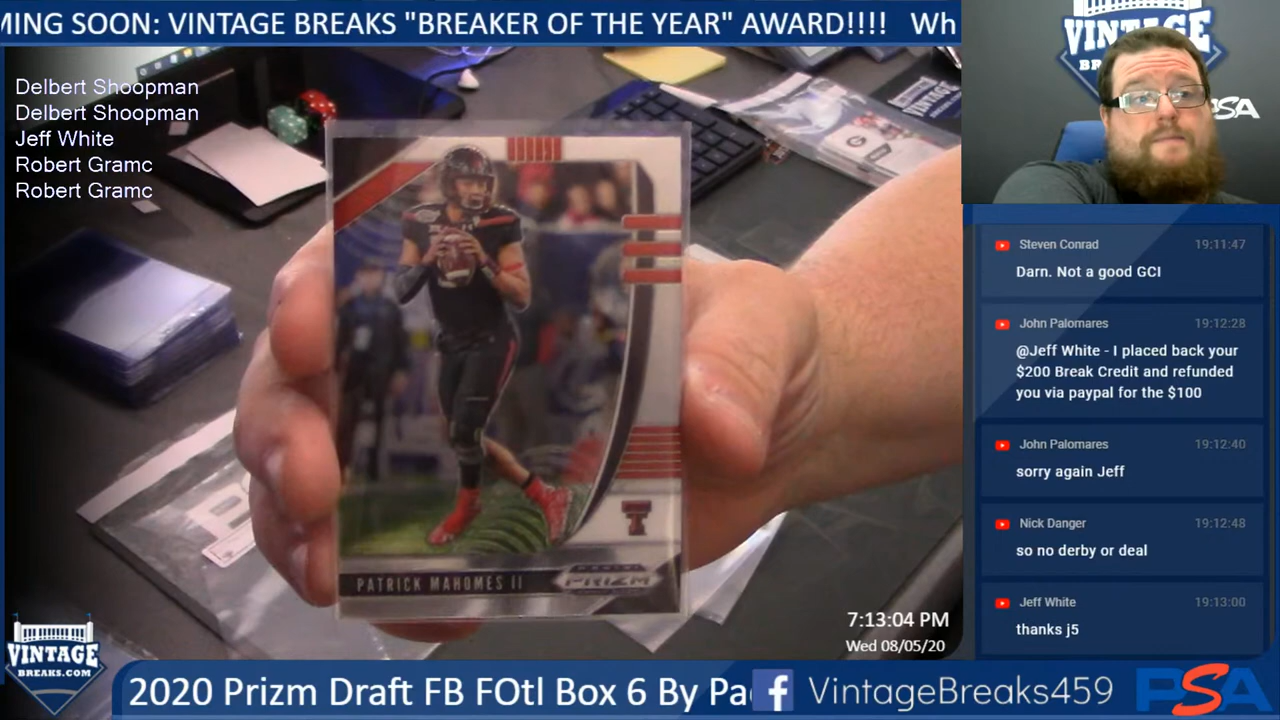 MING SOON: VINTAGE BREAKS "BREAKER OF THE YEAR" AWARD!!!! Wh
VINTAGE
PSA
Delbert Shoopman
Delbert Shoopman
Jeff White
Robert Gramc
Robert Gramc
Steven Conrad 19:11:47
Darn. Not a good GCI
John Palomares 19:12:28
@Jeff White - I placed back your
$200 Break Credit and refunded
you via paypal for the $100
John Palomares 19:12:40
sorry again Jeff
Nick Danger 19:12:48
so no derby or deal
Jeff White 19:13:00
thanks j5
PATRICK MAHOMES II
PANINI
PRIZM
7:13:04 PM
Wed 08/05/20
VINTAGE
BREAKS.COM
2020 Prizm Draft FB FOtl Box 6 By Pa
f VintageBreaks459
PSA